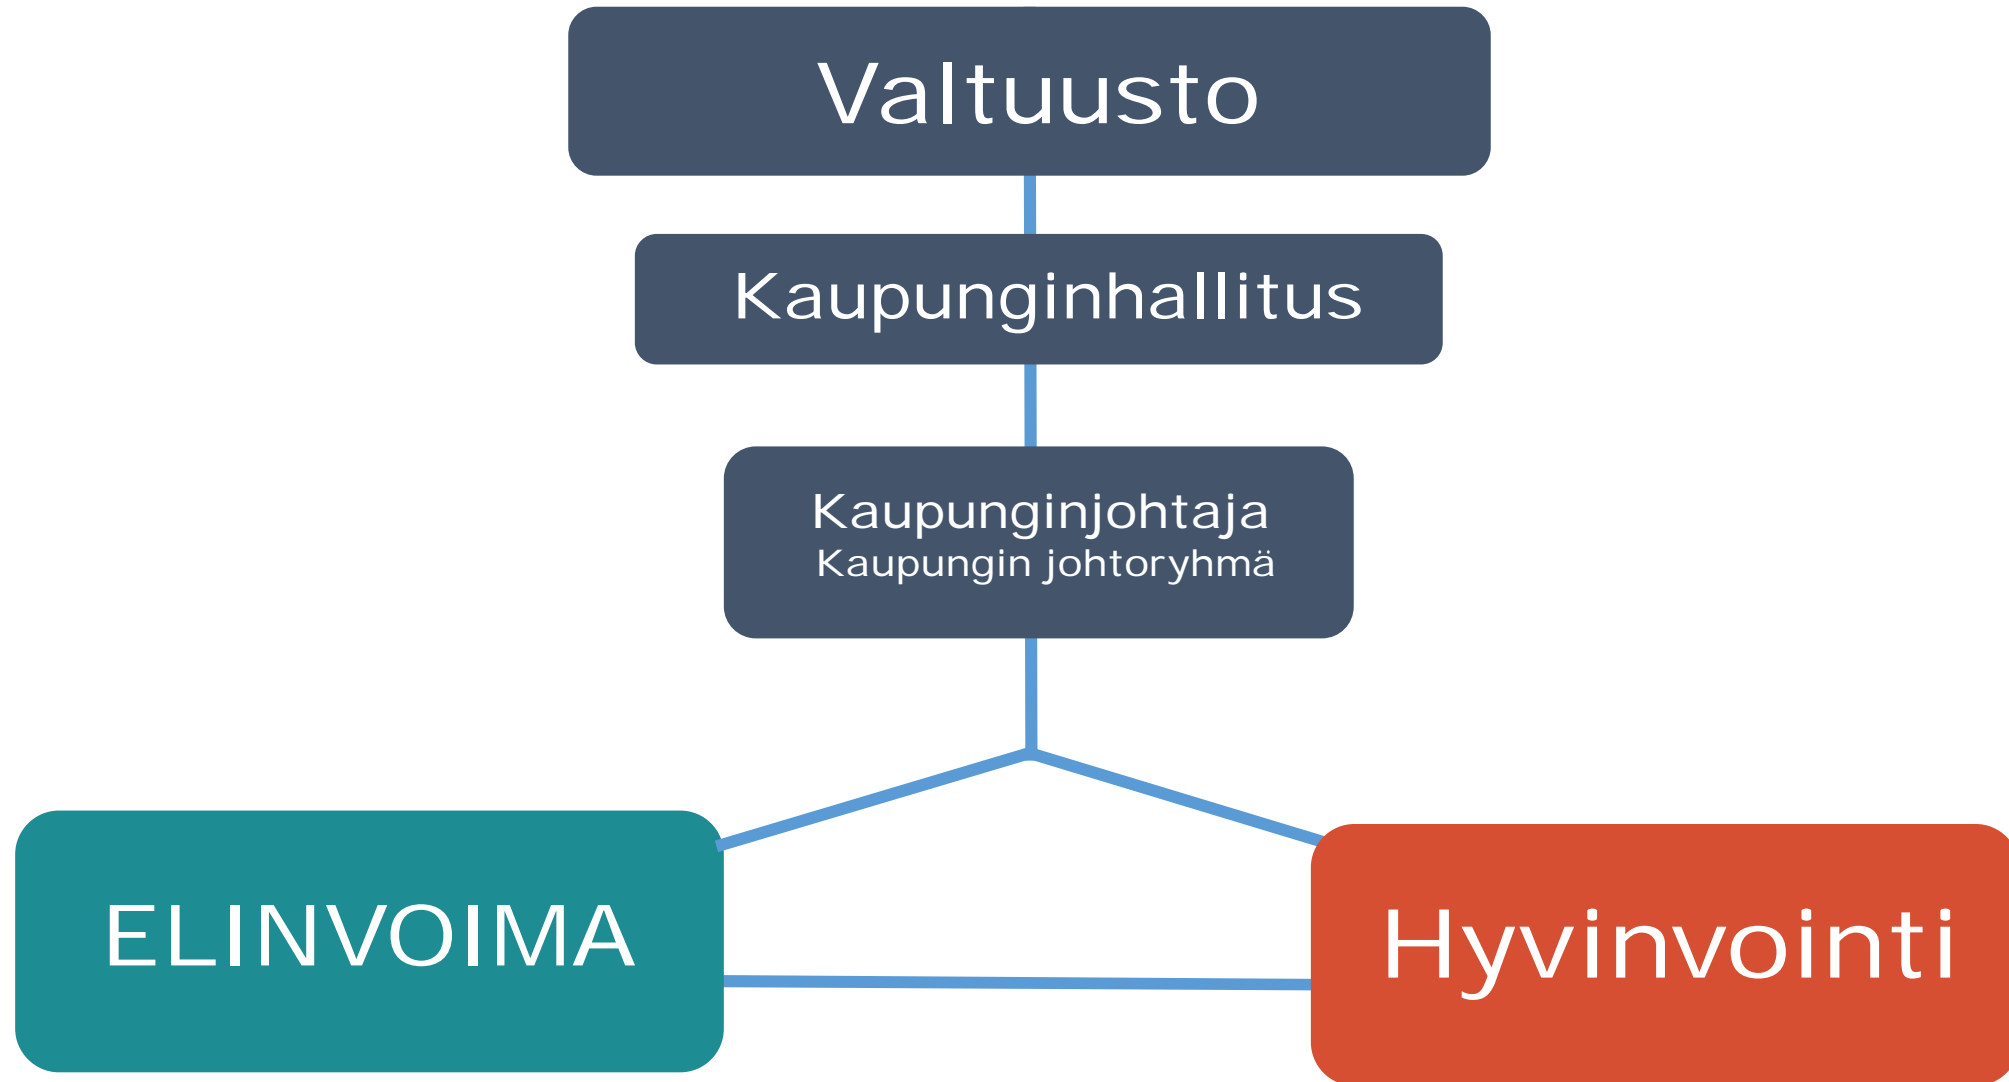 Valtuusto
Kaupunginhallitus
Kaupunginjohtaja
Kaupungin johtoryhmä
ELINVOIMA
Hyvinvointi